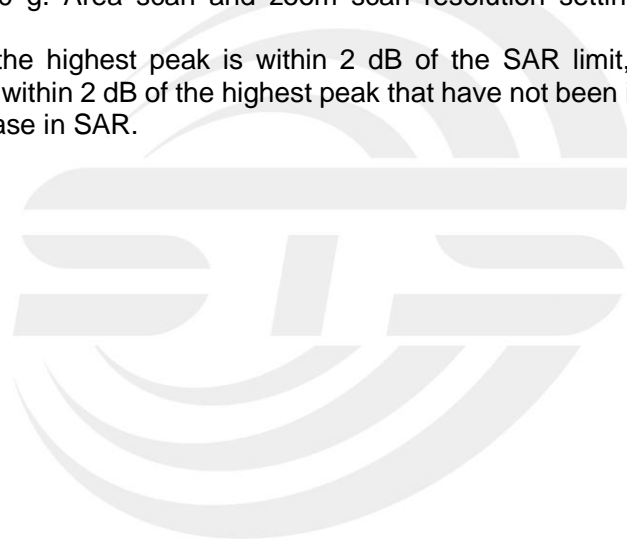 g. Area scan and zoom scan resolution settin
the highest peak is within 2 dB of the SAR limit,
within 2 dB of the highest peak that have not been
ase in SAR.
STS